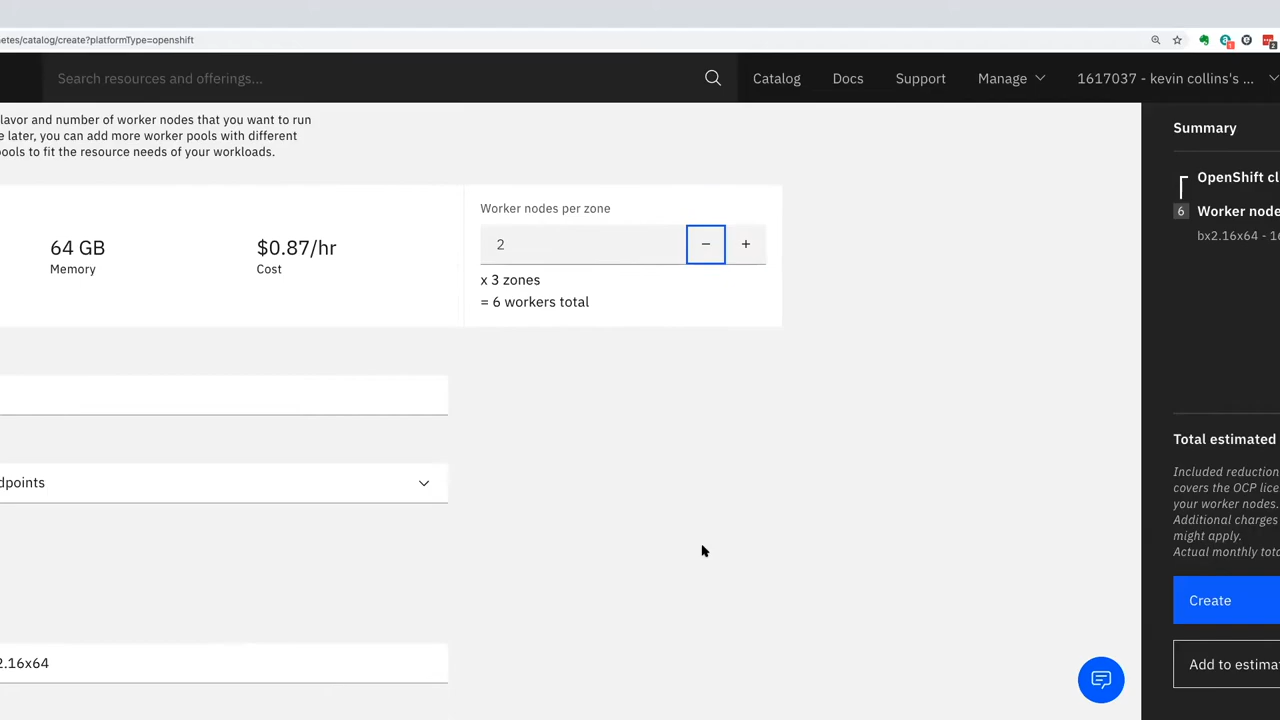 etes/catalog/create?platformType=openshift
Search resources and offerings...
Catalog
Docs
Support
Manage
1617037 - kevin collins's ...
lavor and number of worker nodes that you want to run
e later, you can add more worker pools with different
pools to fit the resource needs of your workloads.
64 GB
Memory
$0.87/hr
Cost
Worker nodes per zone
2
x 3 zones
= 6 workers total
dpoints
2.16x64
Summary
OpenShift cl
6 Worker node
bx2.16x64 - 16
Total estimated
Included reduction
covers the OCP lice
your worker nodes.
Additional charges
might apply.
Actual monthly tota
Create
Add to estima